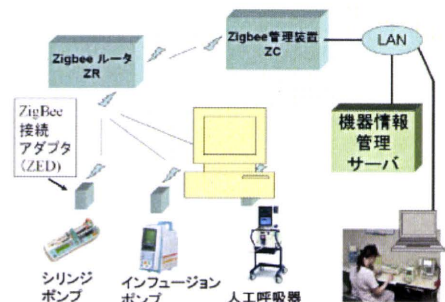 Zigbee ルータ
ZR
Zigbee管理装置
ZC
LAN
ZigBee
接続
アダプタ
(ZED)
機器情報
管理
サーバ
シリンジ
ポンプ
インフュージョン
ポンプ
人工呼吸器